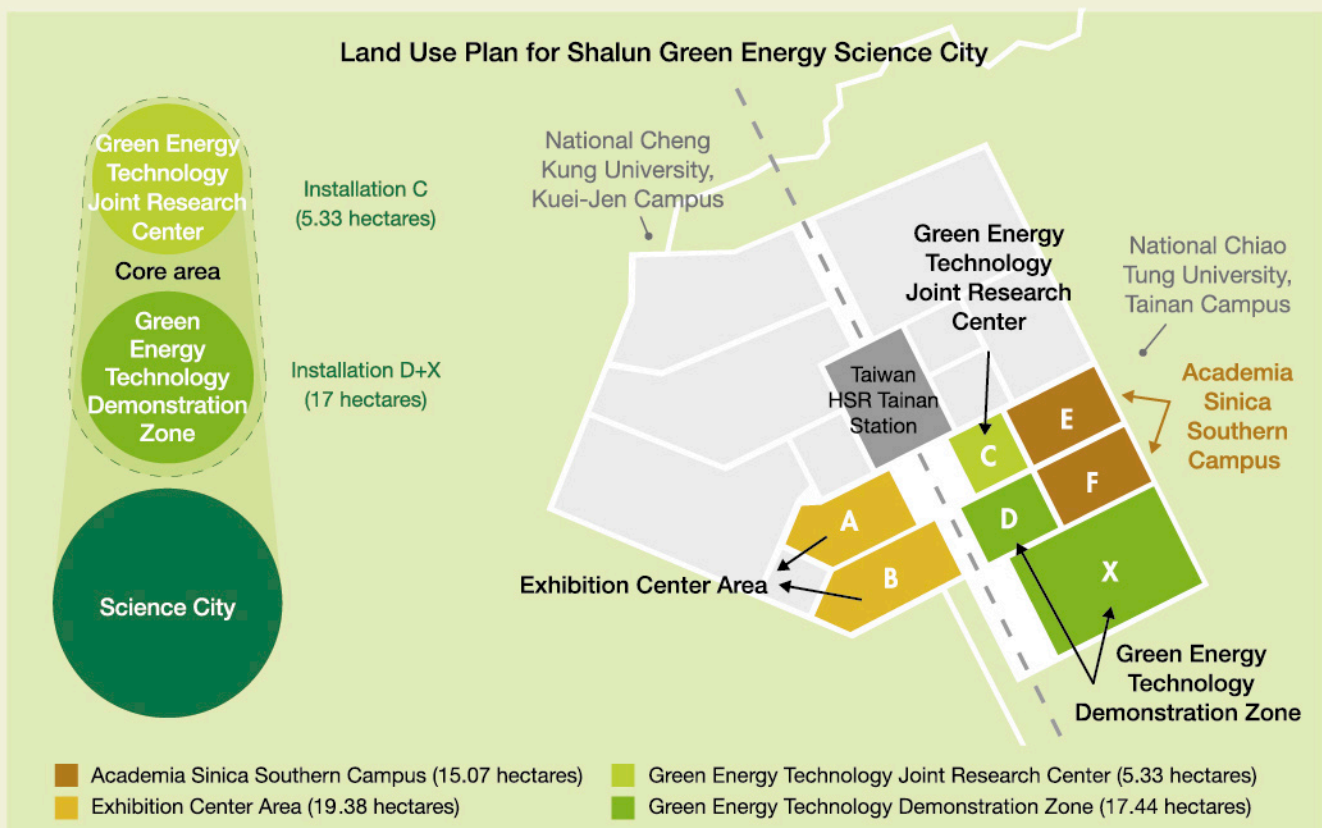 Land Use Plan for Shalun Green Energy Science City
Green Energy
Technology
Joint Research
Center
Installation C
(5.33 hectares)
Core area
Green
Energy
Technology
Demonstration
Zone
Installation D+X
(17 hectares)
Science City
National Cheng
Kung University,
Kuei-Jen Campus
Green Energy
Technology
Joint Research
Center
National Chiao
Tung University,
Tainan Campus
Taiwan
HSR Tainan
Station
Academia
Sinica
Southern
Campus
E
C
F
A
D
B
X
Exhibition Center Area
Green Energy
Technology
Demonstration Zone
Academia Sinica Southern Campus (15.07 hectares)
Exhibition Center Area (19.38 hectares)
Green Energy Technology Joint Research Center (5.33 hectares)
Green Energy Technology Demonstration Zone (17.44 hectares)